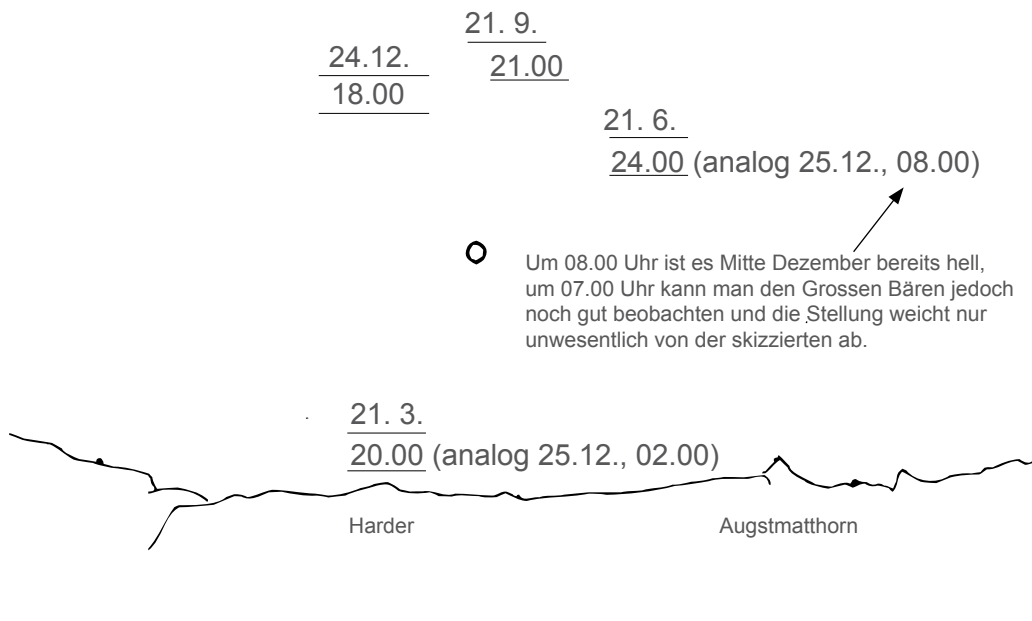 21. 9.
21.00
24.12.
18.00
21. 6.
24.00 (analog 25.12., 08.00)
Um 08.00 Uhr ist es Mitte Dezember bereits hell,
um 07.00 Uhr kann man den Grossen Bären jedoch
noch gut beobachten und die Stellung weicht nur
unwesentlich von der skizzierten ab.
21. 3.
20.00 (analog 25.12., 02.00)
Harder
Augstmatthorn